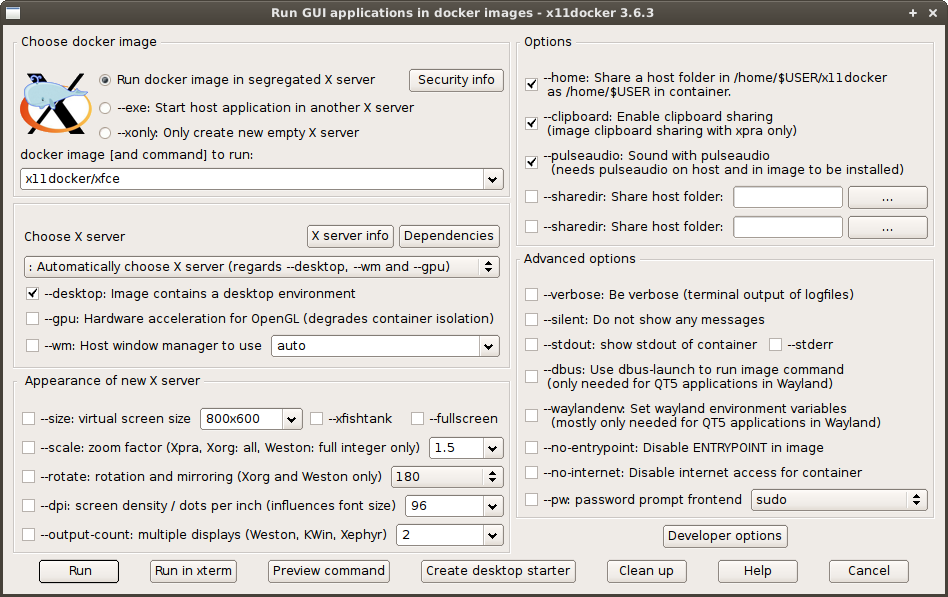 Run GUI applications in docker images - x11docker 3.6.3
Choose docker image
Run docker image in segregated X server
Security info
--exe: Start host application in another X server
--xonly: Only create new empty X server
docker image [and command] to run:
x11docker/xfce
Choose X server
X server info
Dependencies
: Automatically choose X server (regards --desktop, --wm and --gpu)
--desktop: Image contains a desktop environment
--gpu: Hardware acceleration for OpenGL (degrades container isolation)
--wm: Host window manager to use
auto
Appearance of new X server
--size: virtual screen size
800x600
--xfishtank
--fullscreen
--scale: zoom factor (Xpra, Xorg: all, Weston: full integer only)
1.5
--rotate: rotation and mirroring (Xorg and Weston only)
180
--dpi: screen density / dots per inch (influences font size)
96
--output-count: multiple displays (Weston, KWin, Xephyr)
2
Options
--home: Share a host folder in /home/$USER/x11docker
as /home/$USER in container.
--clipboard: Enable clipboard sharing
(image clipboard sharing with xpra only)
--pulseaudio: Sound with pulseaudio
(needs pulseaudio on host and in image to be installed)
--sharedir: Share host folder:
...
--sharedir: Share host folder:
...
Advanced options
--verbose: Be verbose (terminal output of logfiles)
--silent: Do not show any messages
--stdout: show stdout of container
--stderr
--dbus: Use dbus-launch to run image command
(only needed for QT5 applications in Wayland)
--waylandenv: Set wayland environment variables
(mostly only needed for QT5 applications in Wayland)
--no-entrypoint: Disable ENTRYPOINT in image
--no-internet: Disable internet access for container
--pw: password prompt frontend
sudo
Developer options
Run
Run in xterm
Preview command
Create desktop starter
Clean up
Help
Cancel